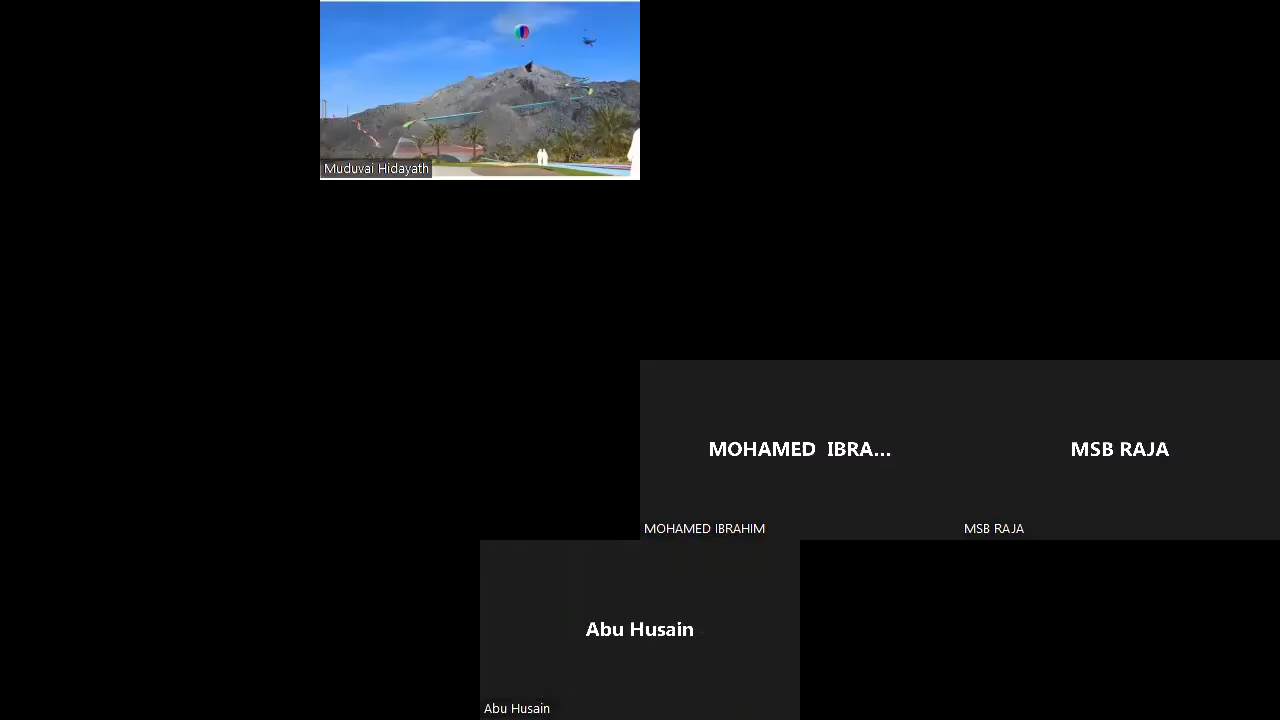 Muduvai Hidayath
MOHAMED IBRA...
MSB RAJA
MOHAMED IBRAHIM
MSB RAJA
Abu Husain
Abu Husain